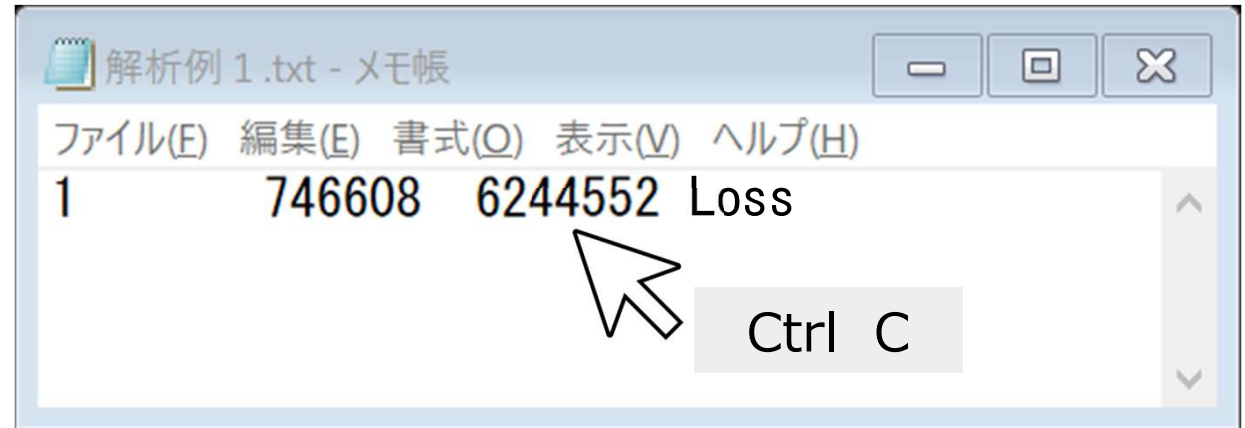 解析例 1 .txt - メモ帳
ファイル(F) 編集(E) 書式(O) 表示(V) ヘルプ(H)
1 746608 6244552 Loss
Ctrl C